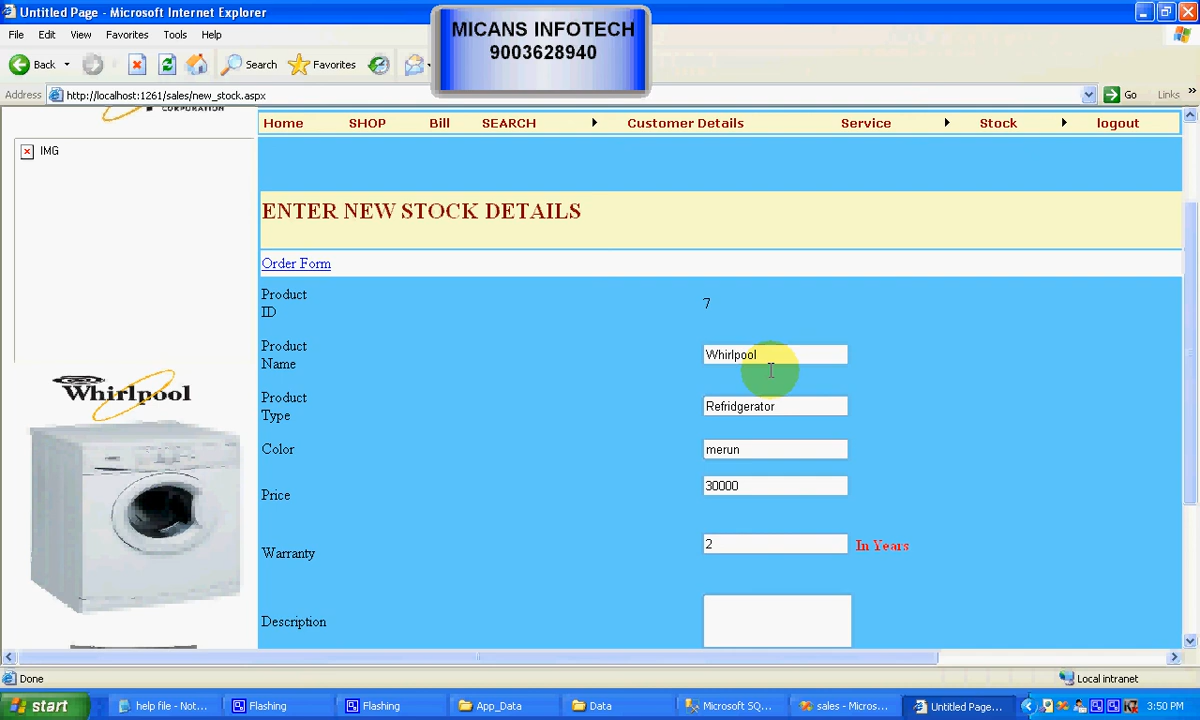 Untitled Page - Microsoft Internet Explorer
MICANS INFOTECH
9003628940
File Edit View Favorites Tools Help
Back Search Favorites
Address http://localhost:1261/sales/new_stock.aspx Go Links »
CORPORATION
Home SHOP Bill SEARCH Customer Details Service Stock logout
IMG
ENTER NEW STOCK DETAILS
Order Form
Product
ID
7
Product
Name
Whirlpool
Whirlpool
Product
Type
Refridgerator
Color
merun
Price
30000
Warranty
2
In Years
Description
Done
Local intranet
start
help file - Not...
Flashing
Flashing
App_Data
Data
Microsoft SQ...
sales - Micros...
Untitled Page...
3:50 PM